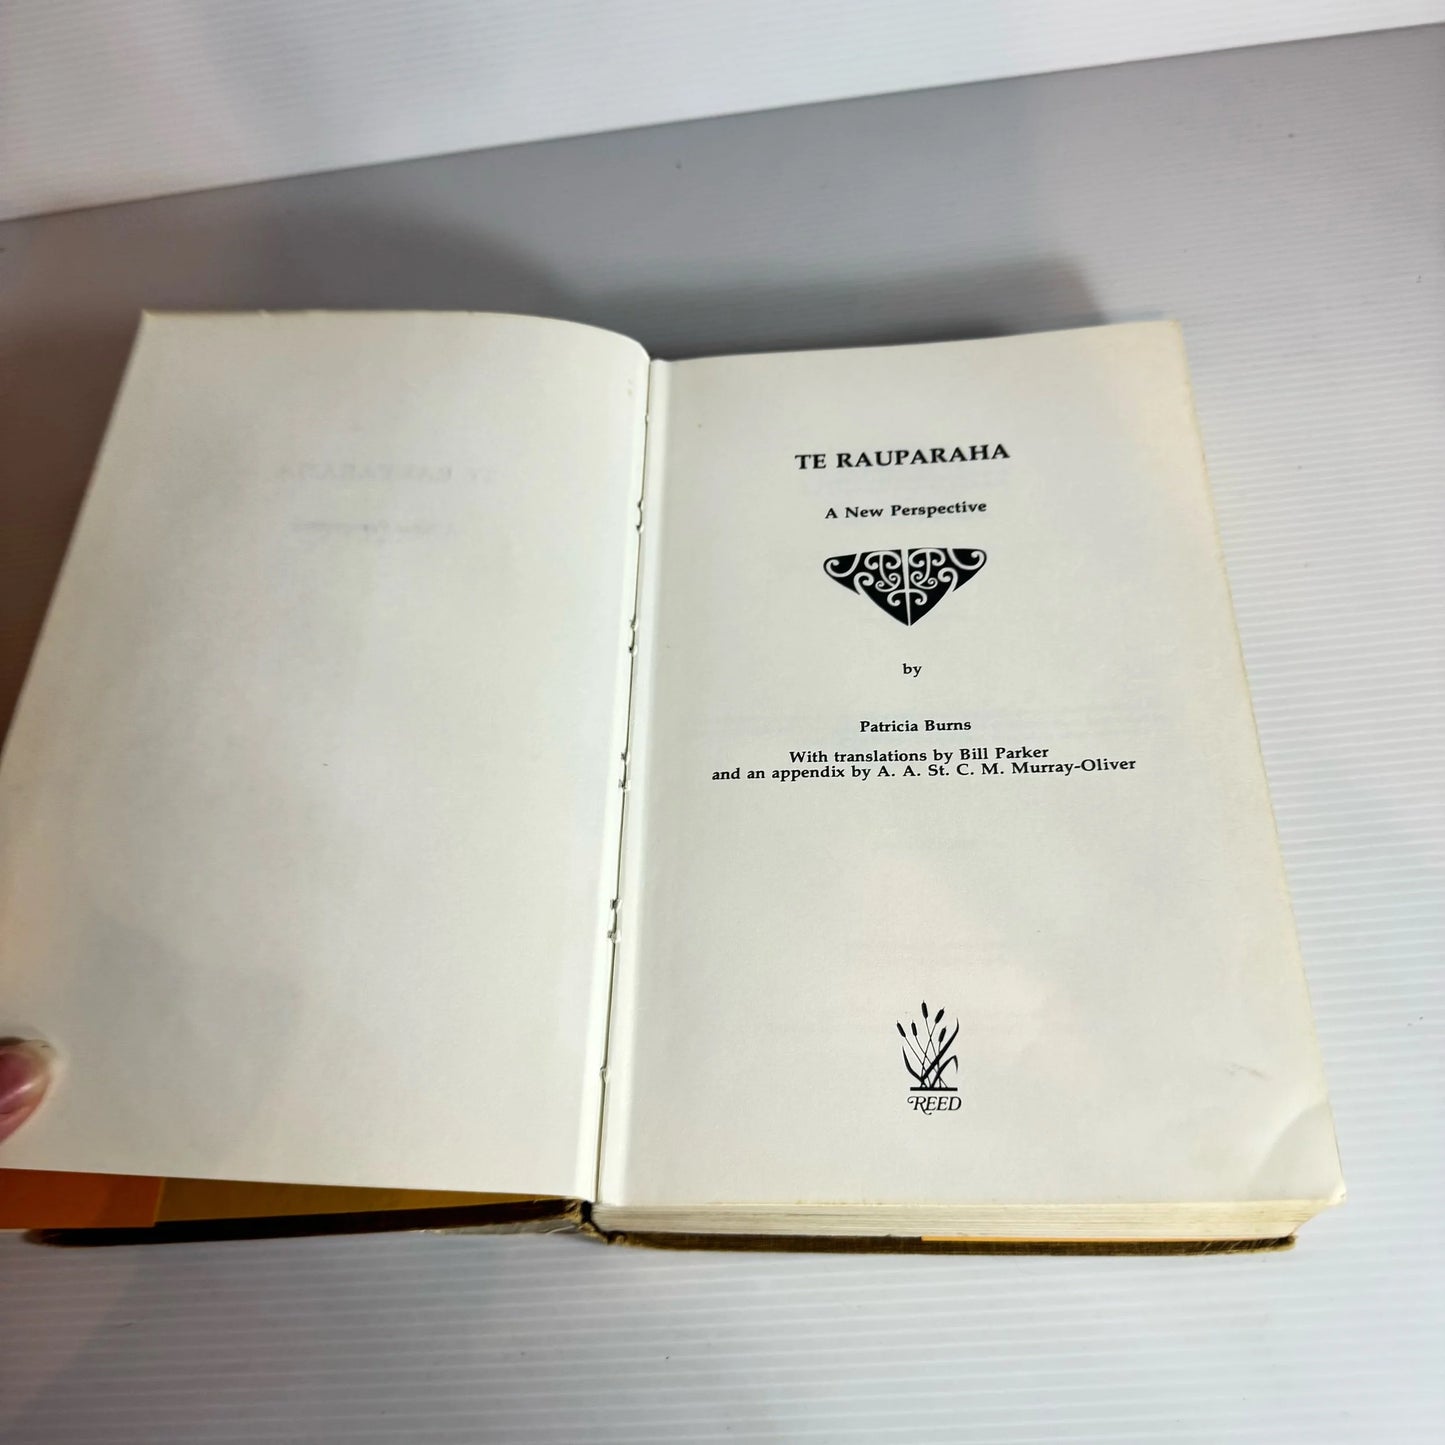 TE RAUPARAHA
A New Perspective
by
Patricia Burns
With translations by Bill Parker
and an appendix by A. A. St. C. M. Murray-Oliver
REED